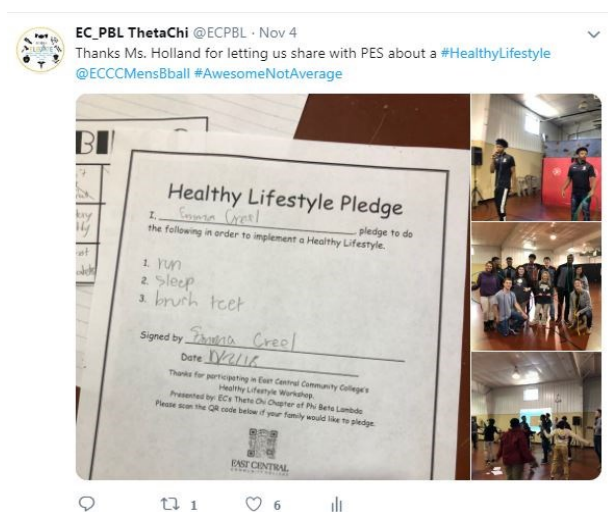 EC_PBL ThetaChi @ECPBL · Nov 4
Thanks Ms. Holland for letting us share with PES about a #HealthyLifestyle
@ECCCMensBball #AwesomeNotAverage
Healthy Lifestyle Pledge
I, Emma Creel pledge to do
the following in order to implement a Healthy Lifestyle.
1. run
2. sleep
3. brush teet
Signed by Emma Creel
Date
Thanks for participating in East Central Community College's
Healthy Lifestyle Workshop.
Presented by: EC's Theta Chi Chapter of Phi Beta Lambda
Please scan the QR code below if your family would like to pledge.
EAST CENTRAL
COMMUNITY COLLEGE
1
6